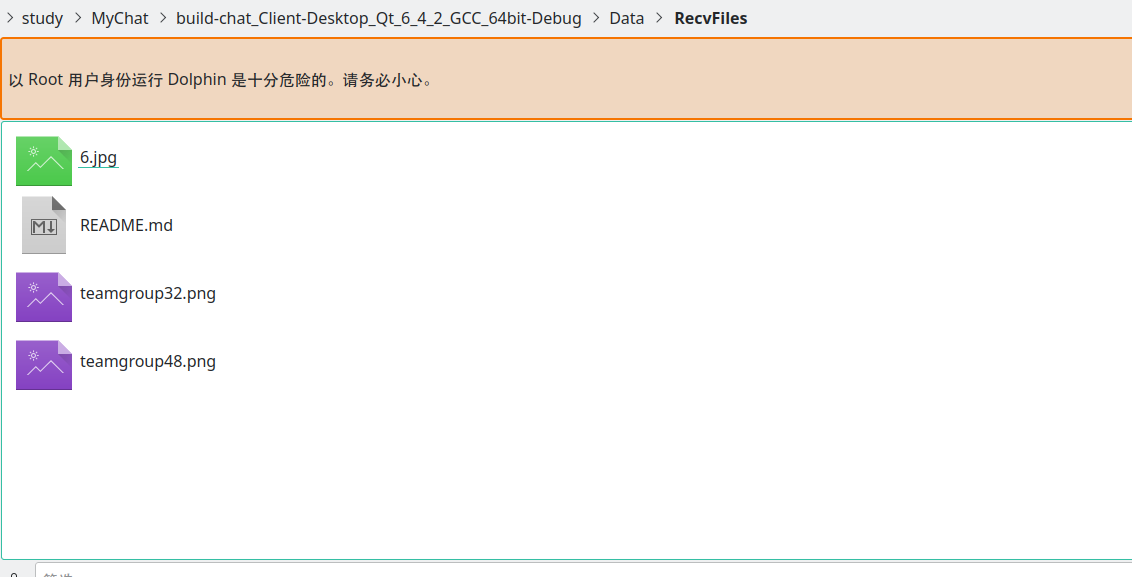 study > MyChat > build-chat_Client-Desktop_Qt_6_4_2_GCC_64bit-Debug > Data > RecvFiles
以 Root 用户身份运行 Dolphin 是十分危险的。请务必小心。
6.jpg
M↓
README.md
teamgroup32.png
teamgroup48.png